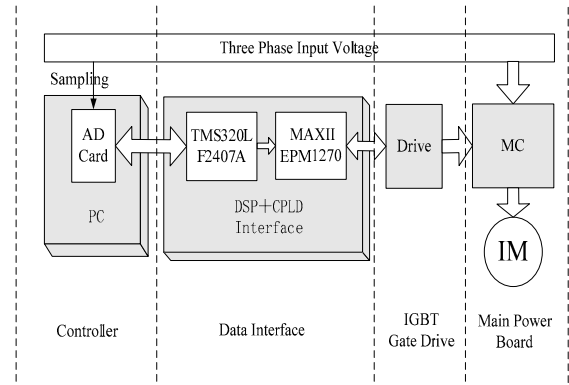 Three Phase Input Voltage
Sampling
AD
Card
PC
TMS320L
F2407A
MAXII
EPM1270
DSP+CPLD
Interface
Drive
MC
IM
Controller
Data Interface
IGBT
Gate Drive
Main Power
Board